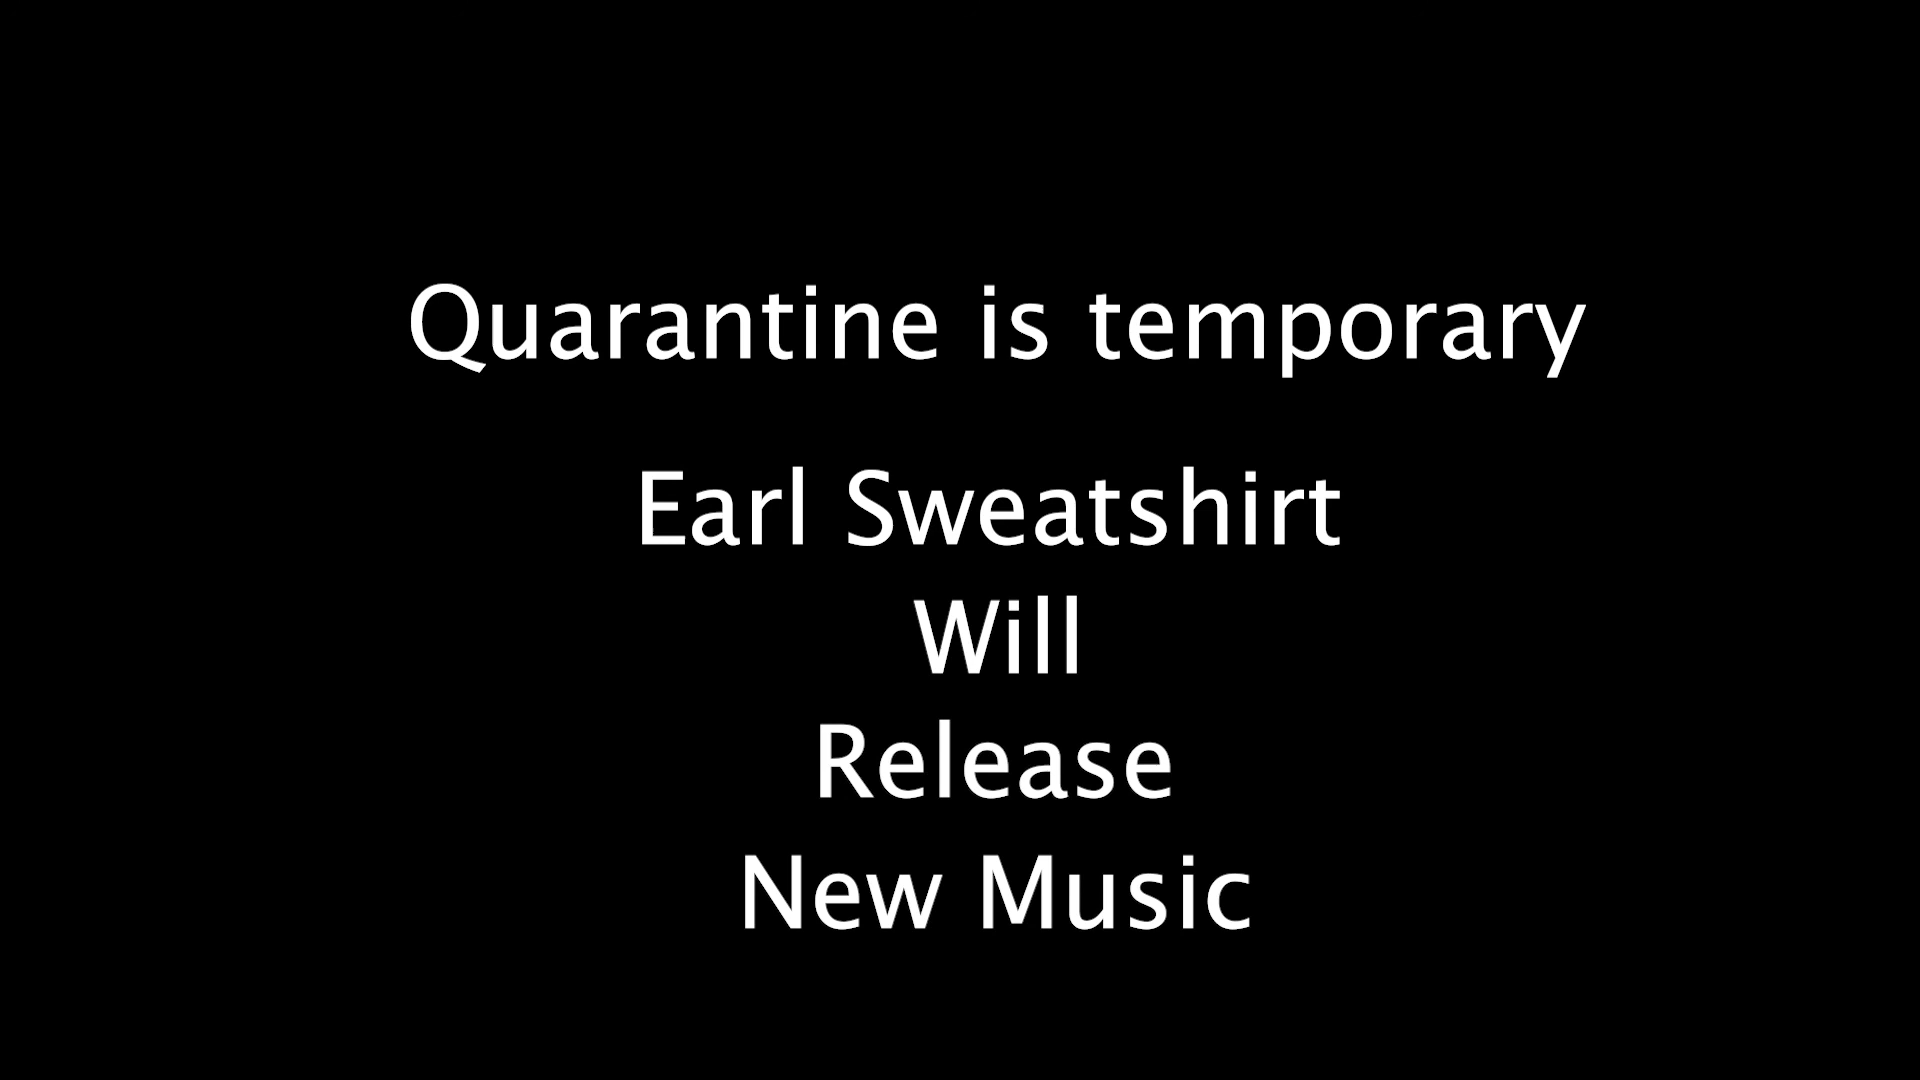 Quarantine is temporary
Earl Sweatshirt
Will
Release
New Music